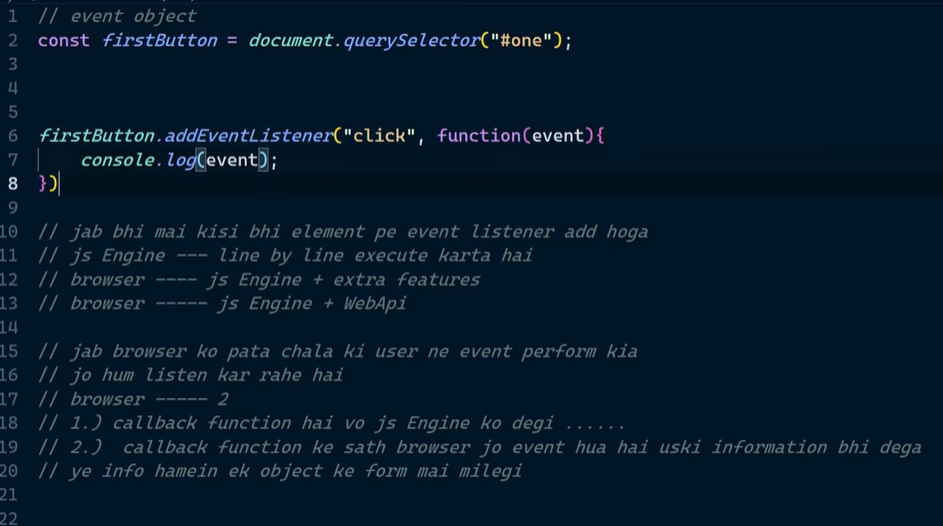 1 // event object
2 const firstButton = document.querySelector("#one");
3
4
5
6 firstButton.addEventListener("click", function(event){
7 console.log(event);
8 })
9
10 // jab bhi mai kisi bhi element pe event listener add hoga
11 // js Engine --- line by line execute karta hai
12 // browser ---- js Engine + extra features
13 // browser ----- js Engine + WebApi
14
15 // jab browser ko pata chala ki user ne event perform kia
16 // jo hum listen kar rahe hai
17 // browser ----- 2
18 // 1.) callback function hai vo js Engine ko degi ......
19 // 2.) callback function ke sath browser jo event hua hai uski information bhi dega
20 // ye info hamein ek object ke form mai milegi
21
22